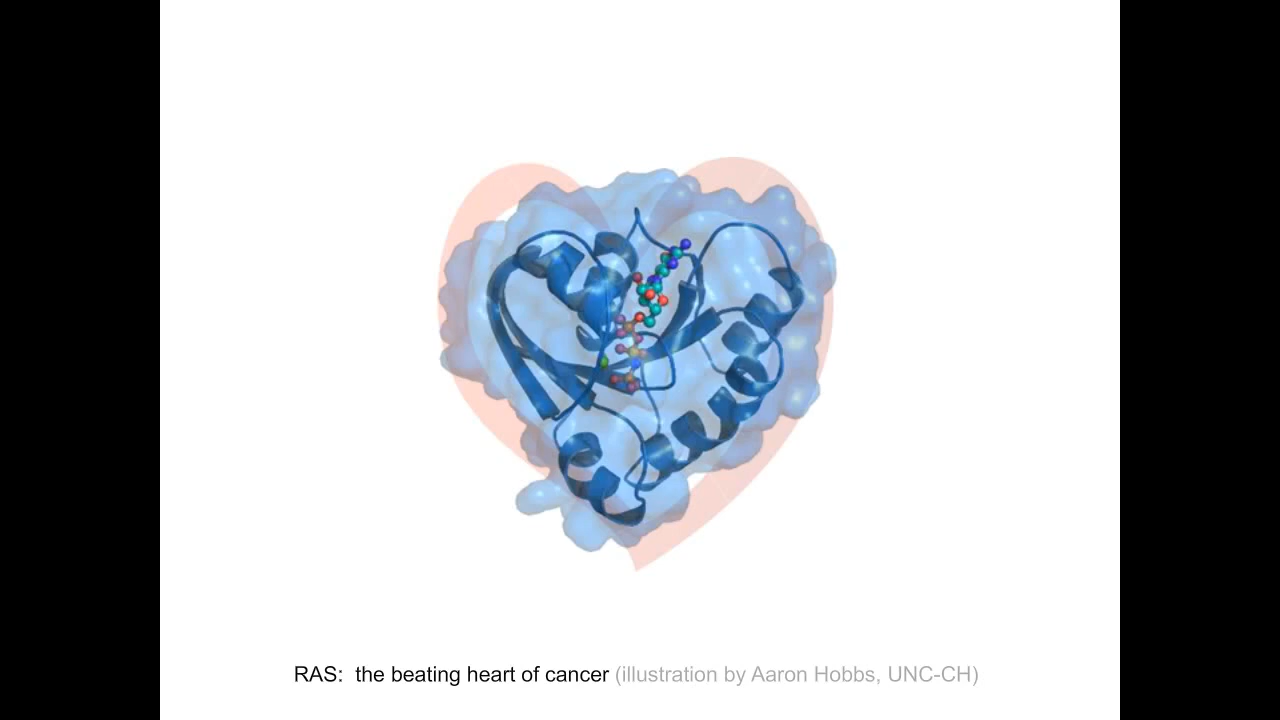 RAS:  the beating heart of cancer (illustration by Aaron Hobbs, UNC-CH)